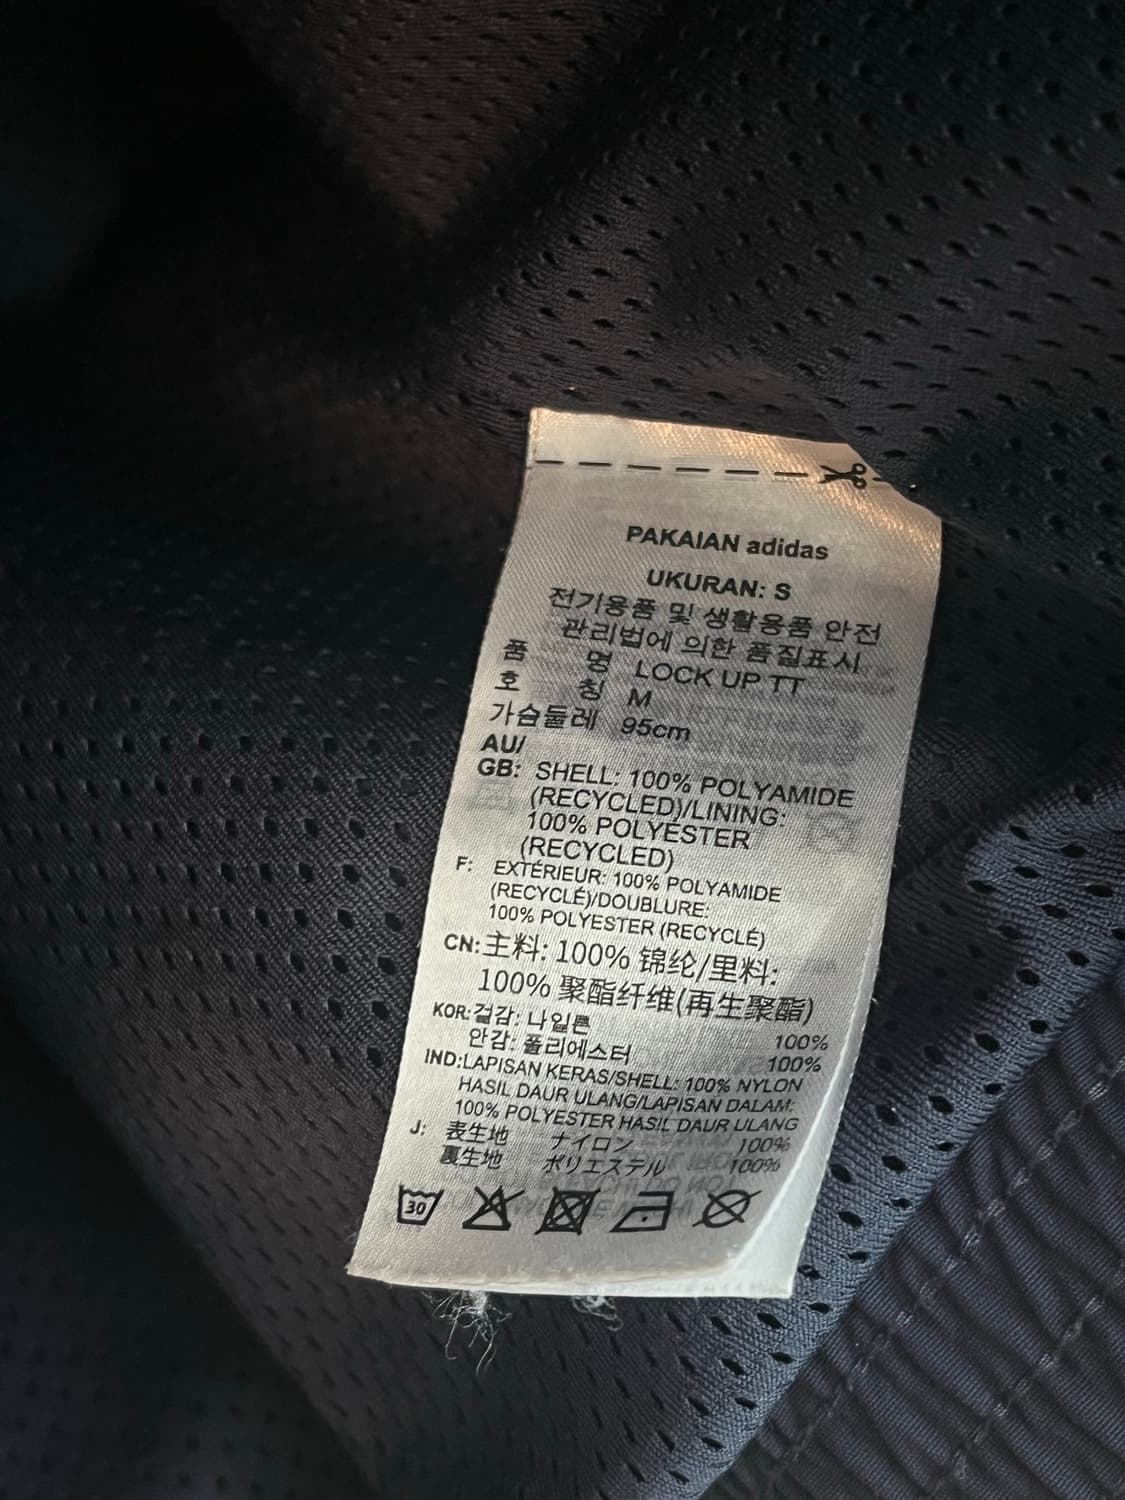 PAKAIAN adidas
UKURAN: S
전기용품 및 생활용품 안전
관리법에 의한 품질표시
품 명 LOCK UP TT
호 칭 M
가슴둘레 95cm
AU/
GB: SHELL: 100% POLYAMIDE
(RECYCLED)/LINING:
100% POLYESTER
(RECYCLED)
F: EXTÉRIEUR: 100% POLYAMIDE
(RECYCLÉ)/DOUBLURE:
100% POLYESTER (RECYCLÉ)
CN: 主料: 100% 锦纶/里料:
100% 聚酯纤维(再生聚酯)
KOR: 겉감: 나일론 100%
안감: 폴리에스터 100%
IND: LAPISAN KERAS/SHELL: 100% NYLON
HASIL DAUR ULANG/LAPISAN DALAM:
100% POLYESTER HASIL DAUR ULANG
J: 表生地 ナイロン 100%
裏生地 ポリエステル 100%
30